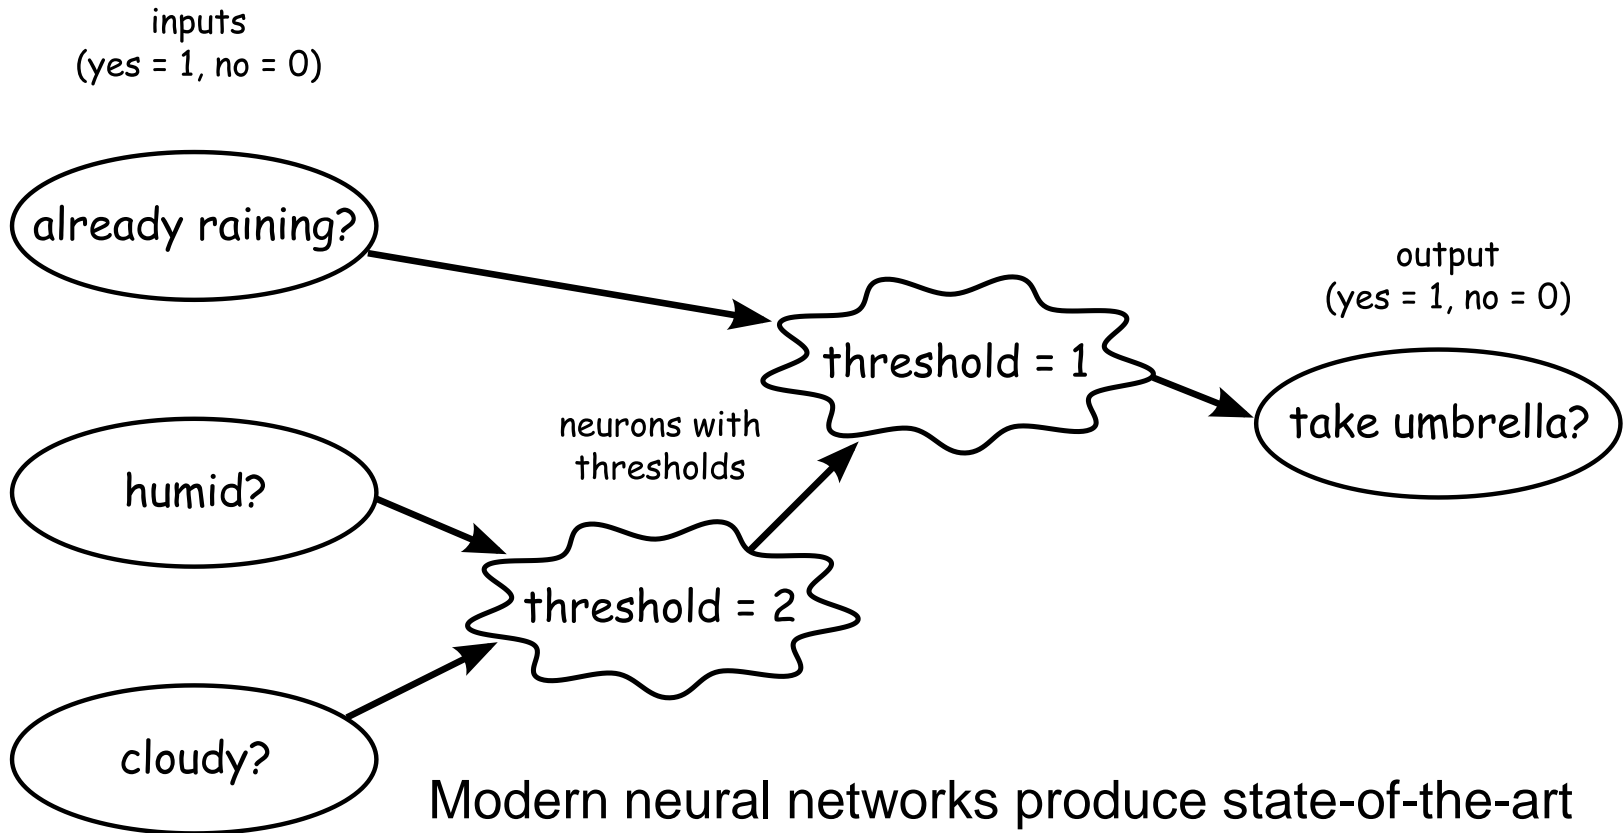 inputs
(yes = 1, no = 0)
already raining?
output
(yes = 1, no = 0)
threshold = 1
take umbrella?
neurons with
thresholds
humid?
threshold = 2
cloudy?
Modern neural networks produce state-of-the-art